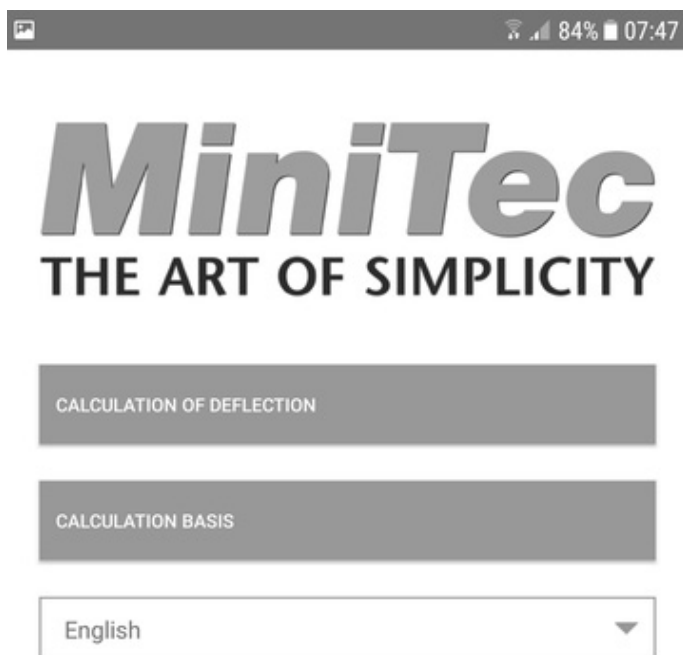 84% 07:47
MiniTec
THE ART OF SIMPLICITY
CALCULATION OF DEFLECTION
CALCULATION BASIS
English